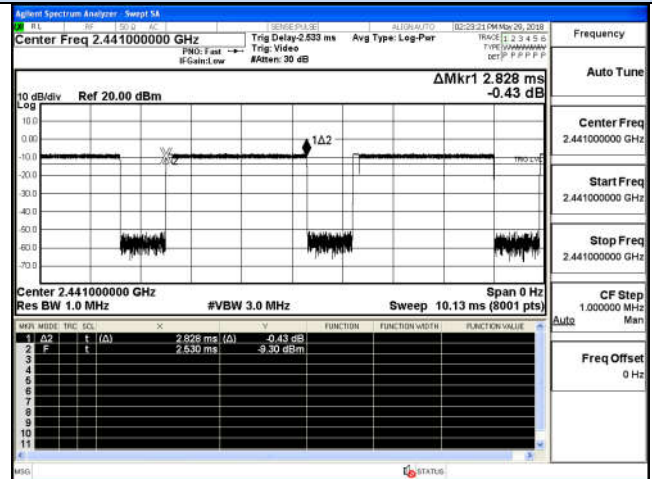 Agilent Spectrum Analyzer - Swept SA
RL RF 50 Ω AC SENSE:PULSE ALIGNAUTO 02:23:21 PM May 29, 2018
Center Freq 2.441000000 GHz
PNO: Fast
IFGain:Low
Trig Delay-2.533 ms
Trig: Video
#Atten: 30 dB
Avg Type: Log-Pwr
TRACE 1 2 3 4 5 6
TYPE
DET P P P P P P
ΔMkr1 2.828 ms
-0.43 dB
10 dB/div Ref 20.00 dBm
Log
10.0
0.00
-10.0
-20.0
-30.0
-40.0
-50.0
-60.0
-70.0
1Δ2
TRIG LVL
Center 2.441000000 GHz
Span 0 Hz
Res BW 1.0 MHz #VBW 3.0 MHz Sweep 10.13 ms (8001 pts)
MKR MODE TRC SCL X Y FUNCTION FUNCTION WIDTH FUNCTION VALUE
1 Δ2 t (Δ) 2.828 ms (Δ) -0.43 dB
2 F t 2.530 ms -9.30 dBm
3
4
5
6
7
8
9
10
11
MSG
STATUS
Frequency
Auto Tune
Center Freq
2.441000000 GHz
Start Freq
2.441000000 GHz
Stop Freq
2.441000000 GHz
CF Step
1.000000 MHz
Auto Man
Freq Offset
0 Hz